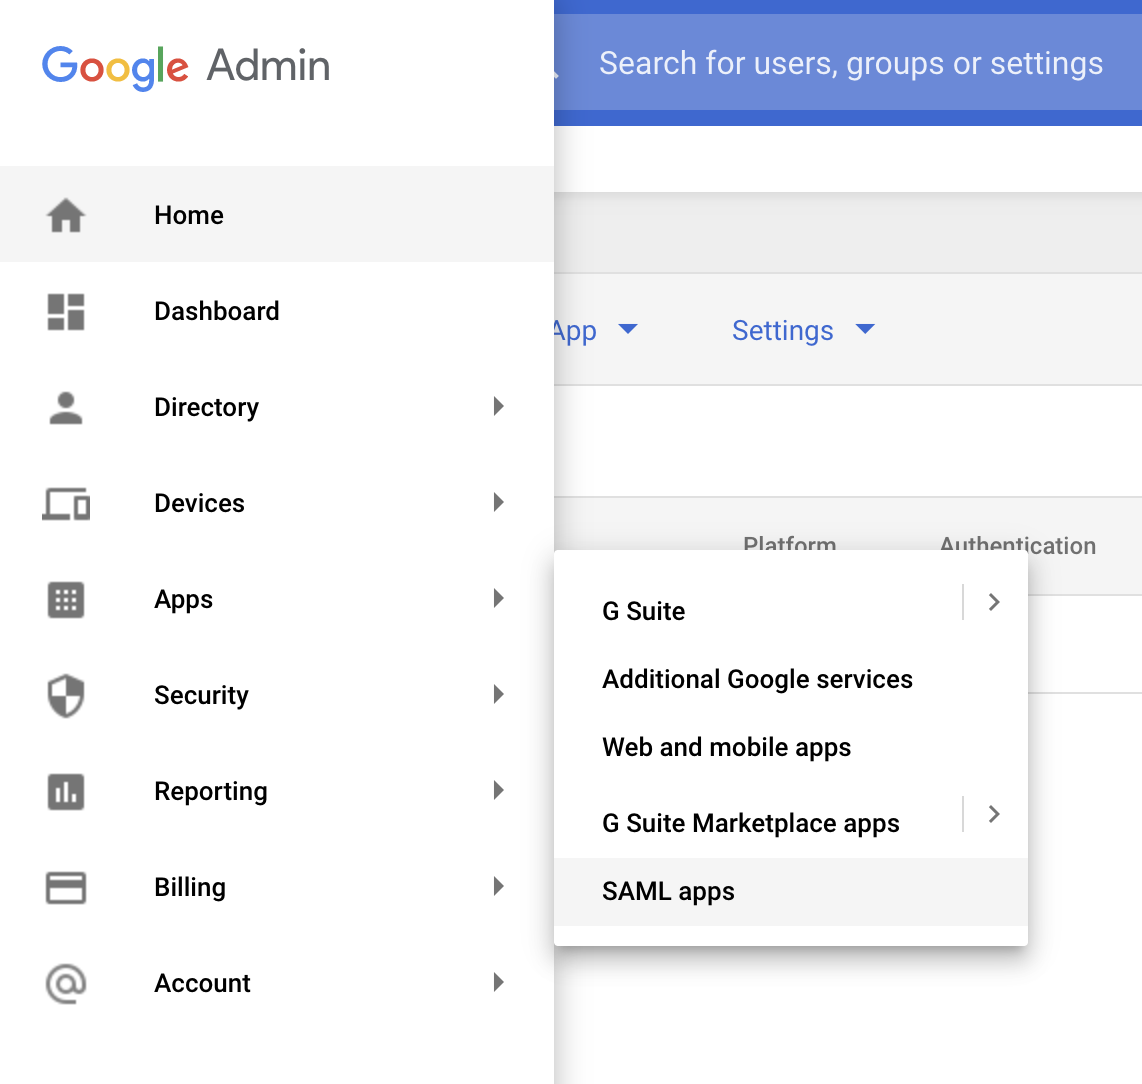 Google Admin
Search for users, groups or settings
Home
Dashboard
Directory
Devices
Apps
Security
Reporting
Billing
Account
App
Settings
Platform
Authentication
G Suite
Additional Google services
Web and mobile apps
G Suite Marketplace apps
SAML apps